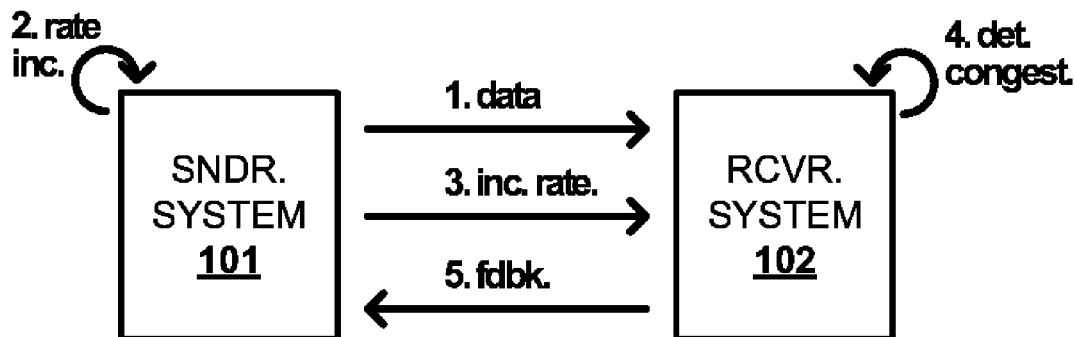 2. rate
inc.
4. det.
congest.
1. data
SNDR.
SYSTEM
101
3. inc. rate.
RCVR.
SYSTEM
102
5. fdbk.